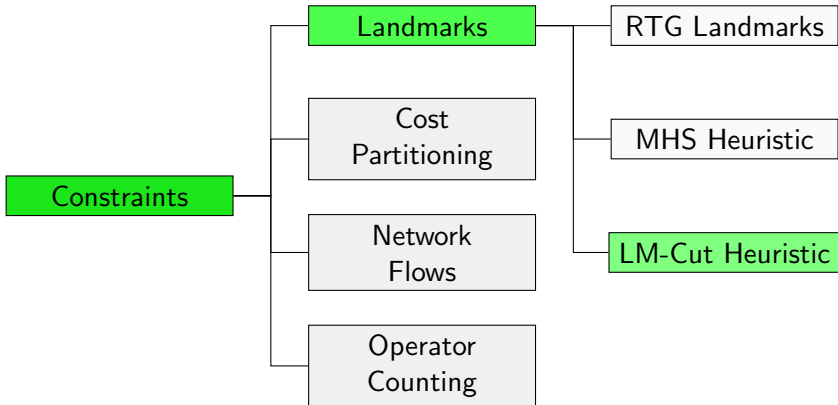 Constraints
Landmarks
Cost
Partitioning
Network
Flows
Operator
Counting
RTG Landmarks
MHS Heuristic
LM-Cut Heuristic